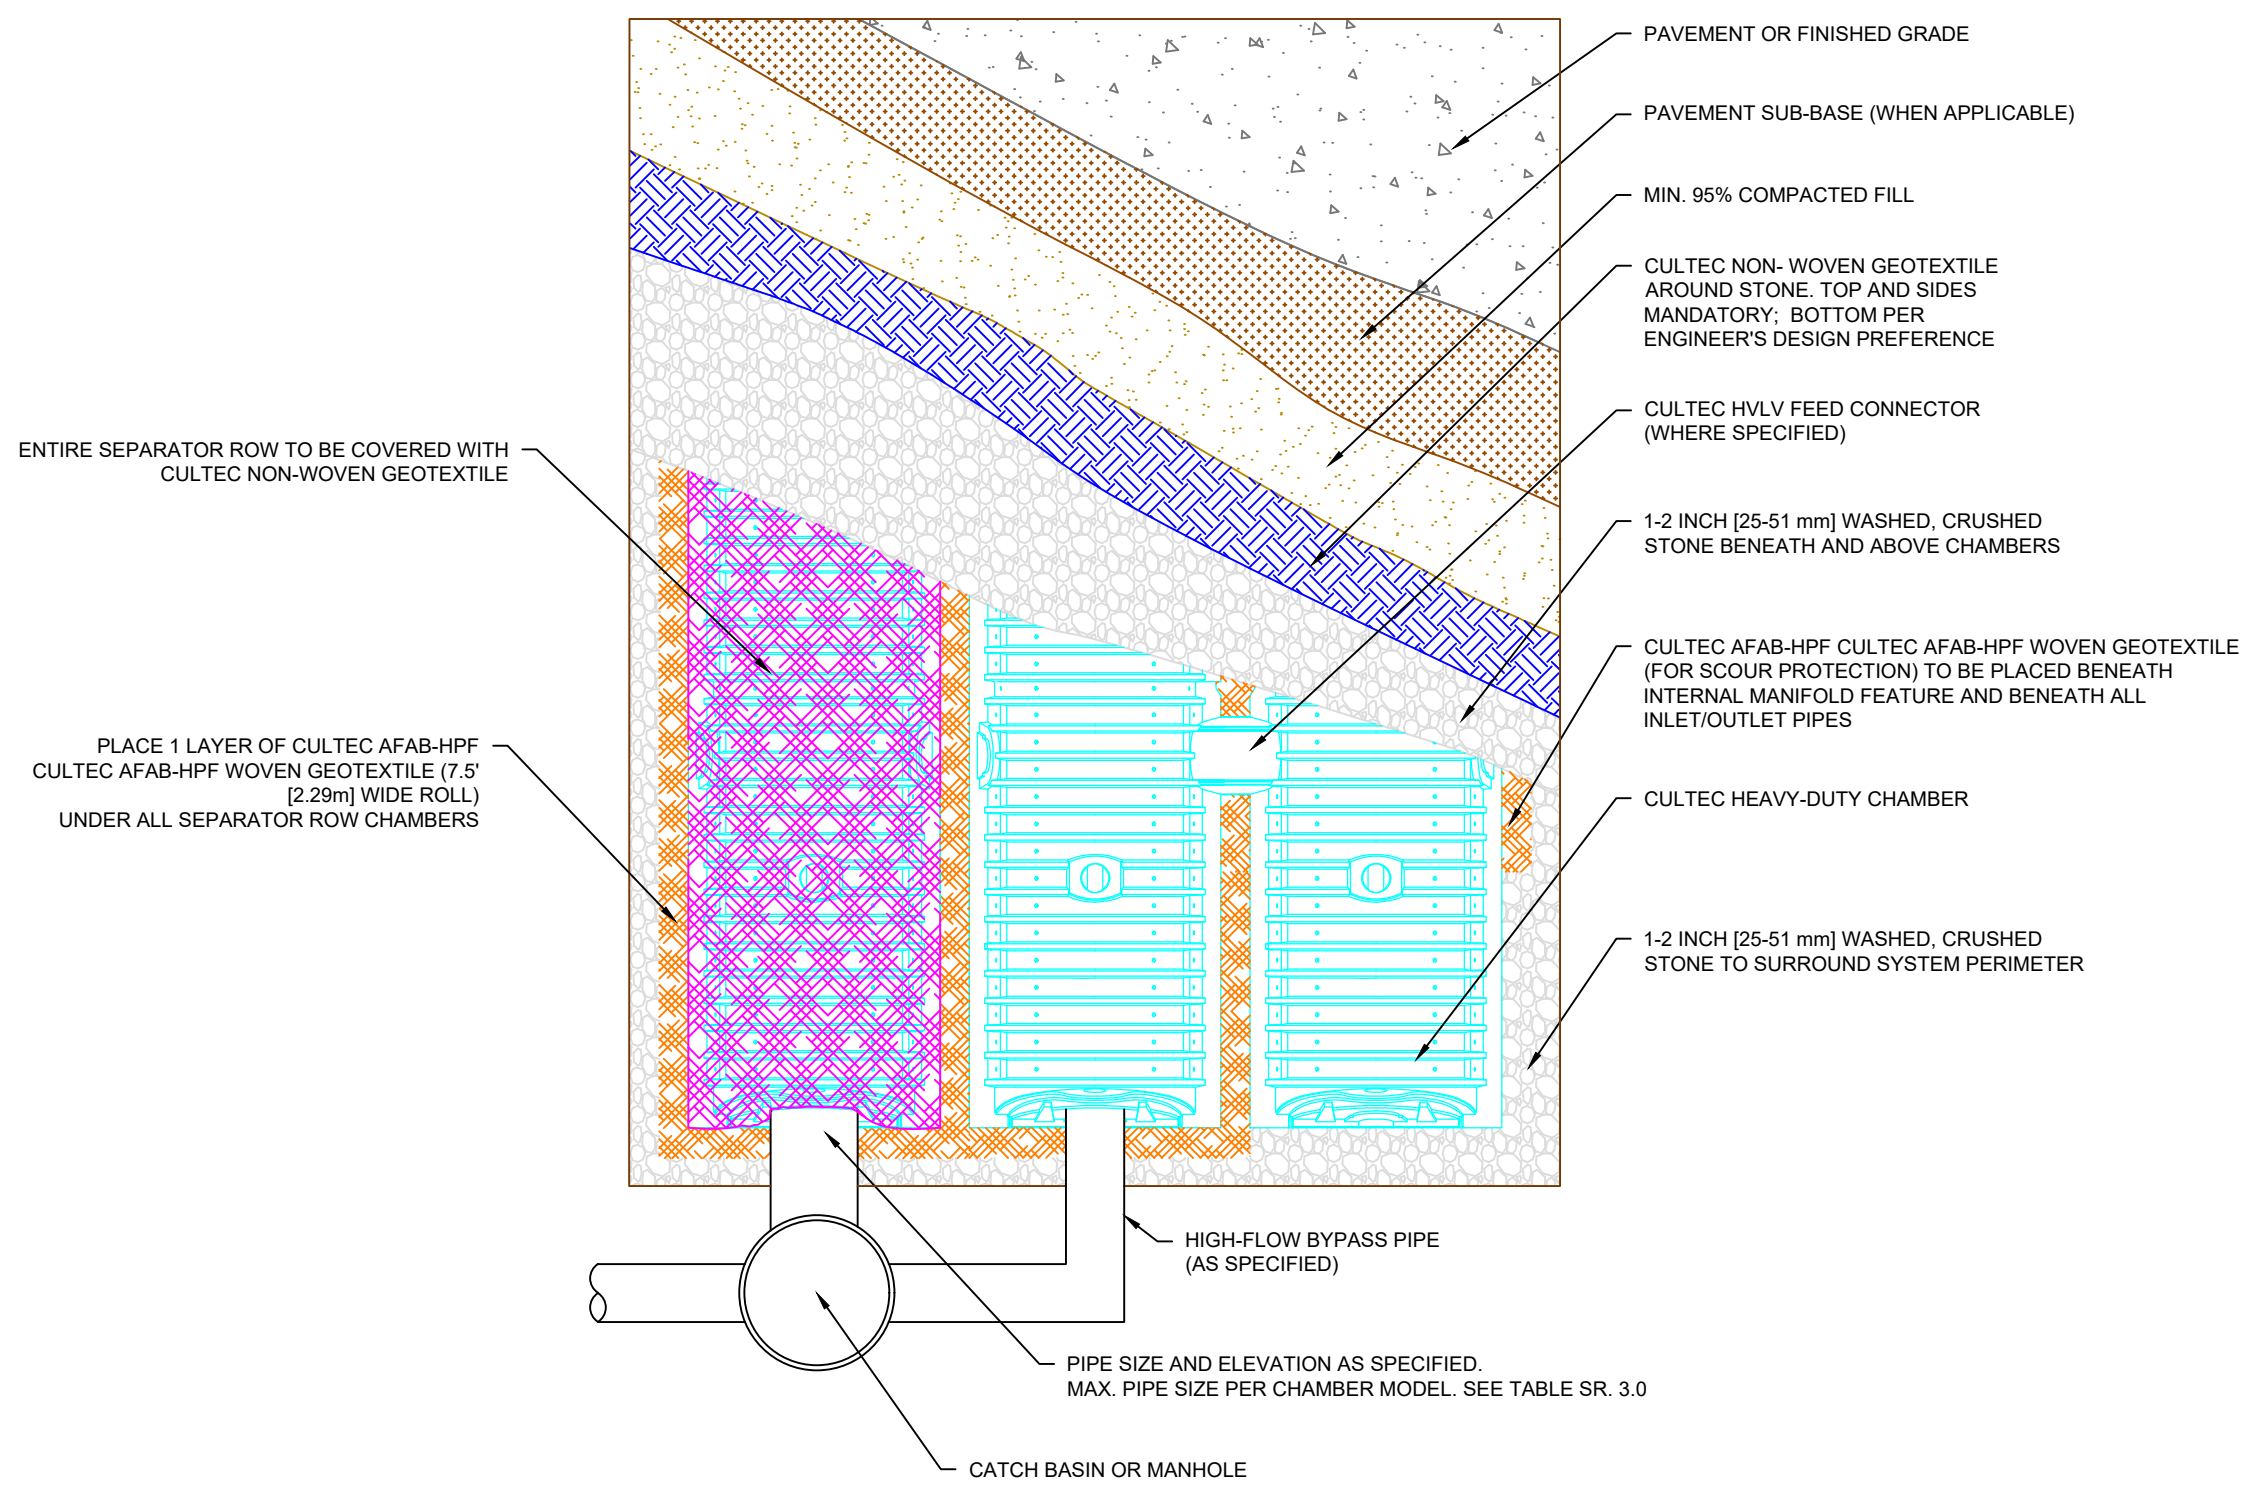 PAVEMENT OR FINISHED GRADE
PAVEMENT SUB-BASE (WHEN APPLICABLE)
MIN. 95% COMPACTED FILL
CULTEC NON- WOVEN GEOTEXTILE
AROUND STONE. TOP AND SIDES
MANDATORY; BOTTOM PER
ENGINEER'S DESIGN PREFERENCE
CULTEC HVLV FEED CONNECTOR
(WHERE SPECIFIED)
ENTIRE SEPARATOR ROW TO BE COVERED WITH
CULTEC NON-WOVEN GEOTEXTILE
1-2 INCH [25-51 mm] WASHED, CRUSHED
STONE BENEATH AND ABOVE CHAMBERS
CULTEC AFAB-HPF CULTEC AFAB-HPF WOVEN GEOTEXTILE
(FOR SCOUR PROTECTION) TO BE PLACED BENEATH
INTERNAL MANIFOLD FEATURE AND BENEATH ALL
INLET/OUTLET PIPES
PLACE 1 LAYER OF CULTEC AFAB-HPF
CULTEC AFAB-HPF WOVEN GEOTEXTILE (7.5'
[2.29m] WIDE ROLL)
UNDER ALL SEPARATOR ROW CHAMBERS
CULTEC HEAVY-DUTY CHAMBER
1-2 INCH [25-51 mm] WASHED, CRUSHED
STONE TO SURROUND SYSTEM PERIMETER
HIGH-FLOW BYPASS PIPE
(AS SPECIFIED)
PIPE SIZE AND ELEVATION AS SPECIFIED.
MAX. PIPE SIZE PER CHAMBER MODEL. SEE TABLE SR. 3.0
CATCH BASIN OR MANHOLE